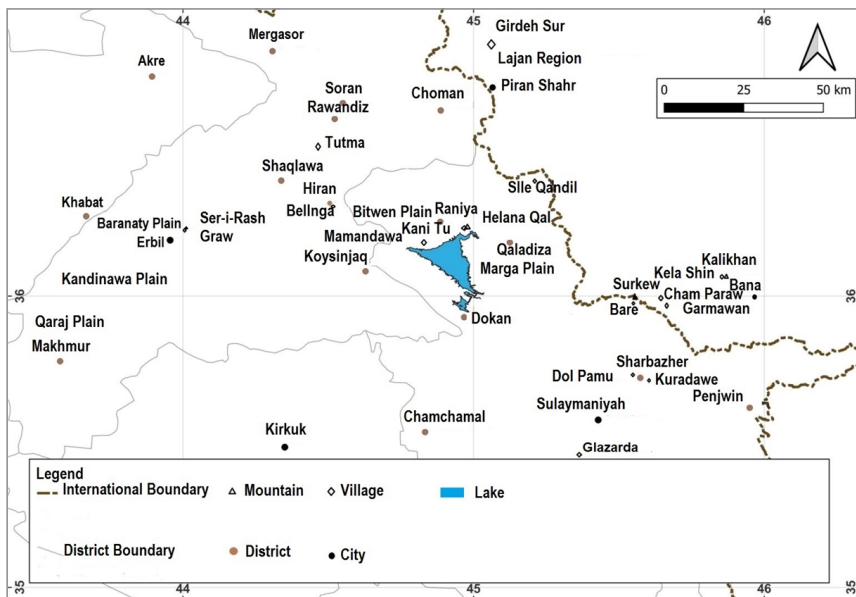 44
45
46
Girdeh Sur
Mergasor
Lajan Region
Akre
Piran Shahr
0
25
50 km
Soran
Choman
Rawandiz
Tutma
Shaqlawa
Slle Qandil
Hiran
Khabat
Bellnga
Bitwen Plain
Raniya
Baranaty Plain
Ser-i-Rash
Graw
Helana Qal
Kani Tu
Mamandawa
Erbil
Qaladiza
Koysinjaq
Marga Plain
Kandinawa Plain
Kalikhan
Kela Shin
Surkew
Bana
Cham Paraw
36
36
Bare
Garmawan
Qaraj Plain
Dokan
Makhmur
Sharbazher
Dol Pamu
Kuradawe
Penjwin
Sulaymaniyah
Chamchamal
Kirkuk
Glazarda
Legend
International Boundary
Mountain
Village
Lake
District Boundary
District
City
35
35
44
45
46